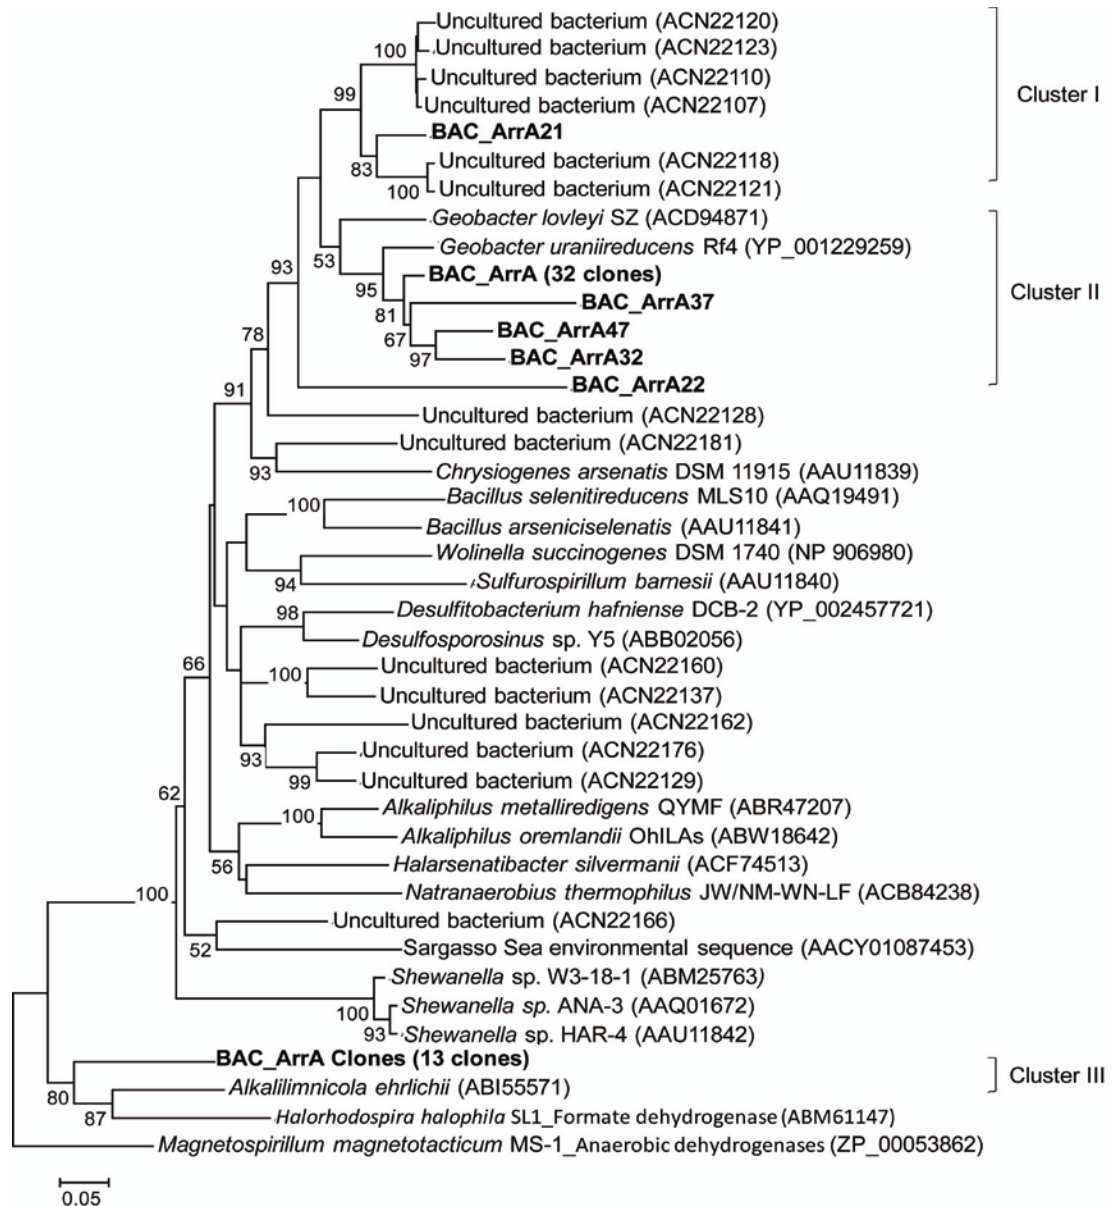 Uncultured bacterium (ACN22120)
Uncultured bacterium (ACN22123)
100
Uncultured bacterium (ACN22110)
99
Cluster I
Uncultured bacterium (ACN22107)
BAC_ArrA21
Uncultured bacterium (ACN22118)
83
100
Uncultured bacterium (ACN22121)
Geobacter lovleyi SZ (ACD94871)
Geobacter uraniireducens Rf4 (YP_001229259)
53
93
BAC_ArrA (32 clones)
95
Cluster II
BAC_ArrA37
81
BAC_ArrA47
78
67
BAC_ArrA32
97
BAC_ArrA22
91
Uncultured bacterium (ACN22128)
Uncultured bacterium (ACN22181)
93
Chrysiogenes arsenatis DSM 11915 (AAU11839)
Bacillus selenitireducens MLS10 (AAQ19491)
100
Bacillus arseniciselenatis (AAU11841)
Wolinella succinogenes DSM 1740 (NP 906980)
94
Sulfurospirillum barnesii (AAU11840)
98
Desulfitobacterium hafniense DCB-2 (YP_002457721)
Desulfosporosinus sp. Y5 (ABB02056)
66
Uncultured bacterium (ACN22160)
100
Uncultured bacterium (ACN22137)
Uncultured bacterium (ACN22162)
93
Uncultured bacterium (ACN22176)
99
Uncultured bacterium (ACN22129)
62
Alkaliphilus metalliredigens QYMF (ABR47207)
100
Alkaliphilus oremlandii OhILAs (ABW18642)
56
Halarsenatibacter silvermanii (ACF74513)
100
Natranaerobius thermophilus JW/NM-WN-LF (ACB84238)
Uncultured bacterium (ACN22166)
52
Sargasso Sea environmental sequence (AACY01087453)
Shewanella sp. W3-18-1 (ABM25763)
100
Shewanella sp. ANA-3 (AAQ01672)
93
Shewanella sp. HAR-4 (AAU11842)
BAC_ArrA Clones (13 clones)
Cluster III
80
Alkalilimnicola ehrlichii (ABI55571)
87
Halorhodospira halophila SL1_Formate dehydrogenase (ABM61147)
Magnetospirillum magnetotacticum MS-1_Anaerobic dehydrogenases (ZP_00053862)
0.05